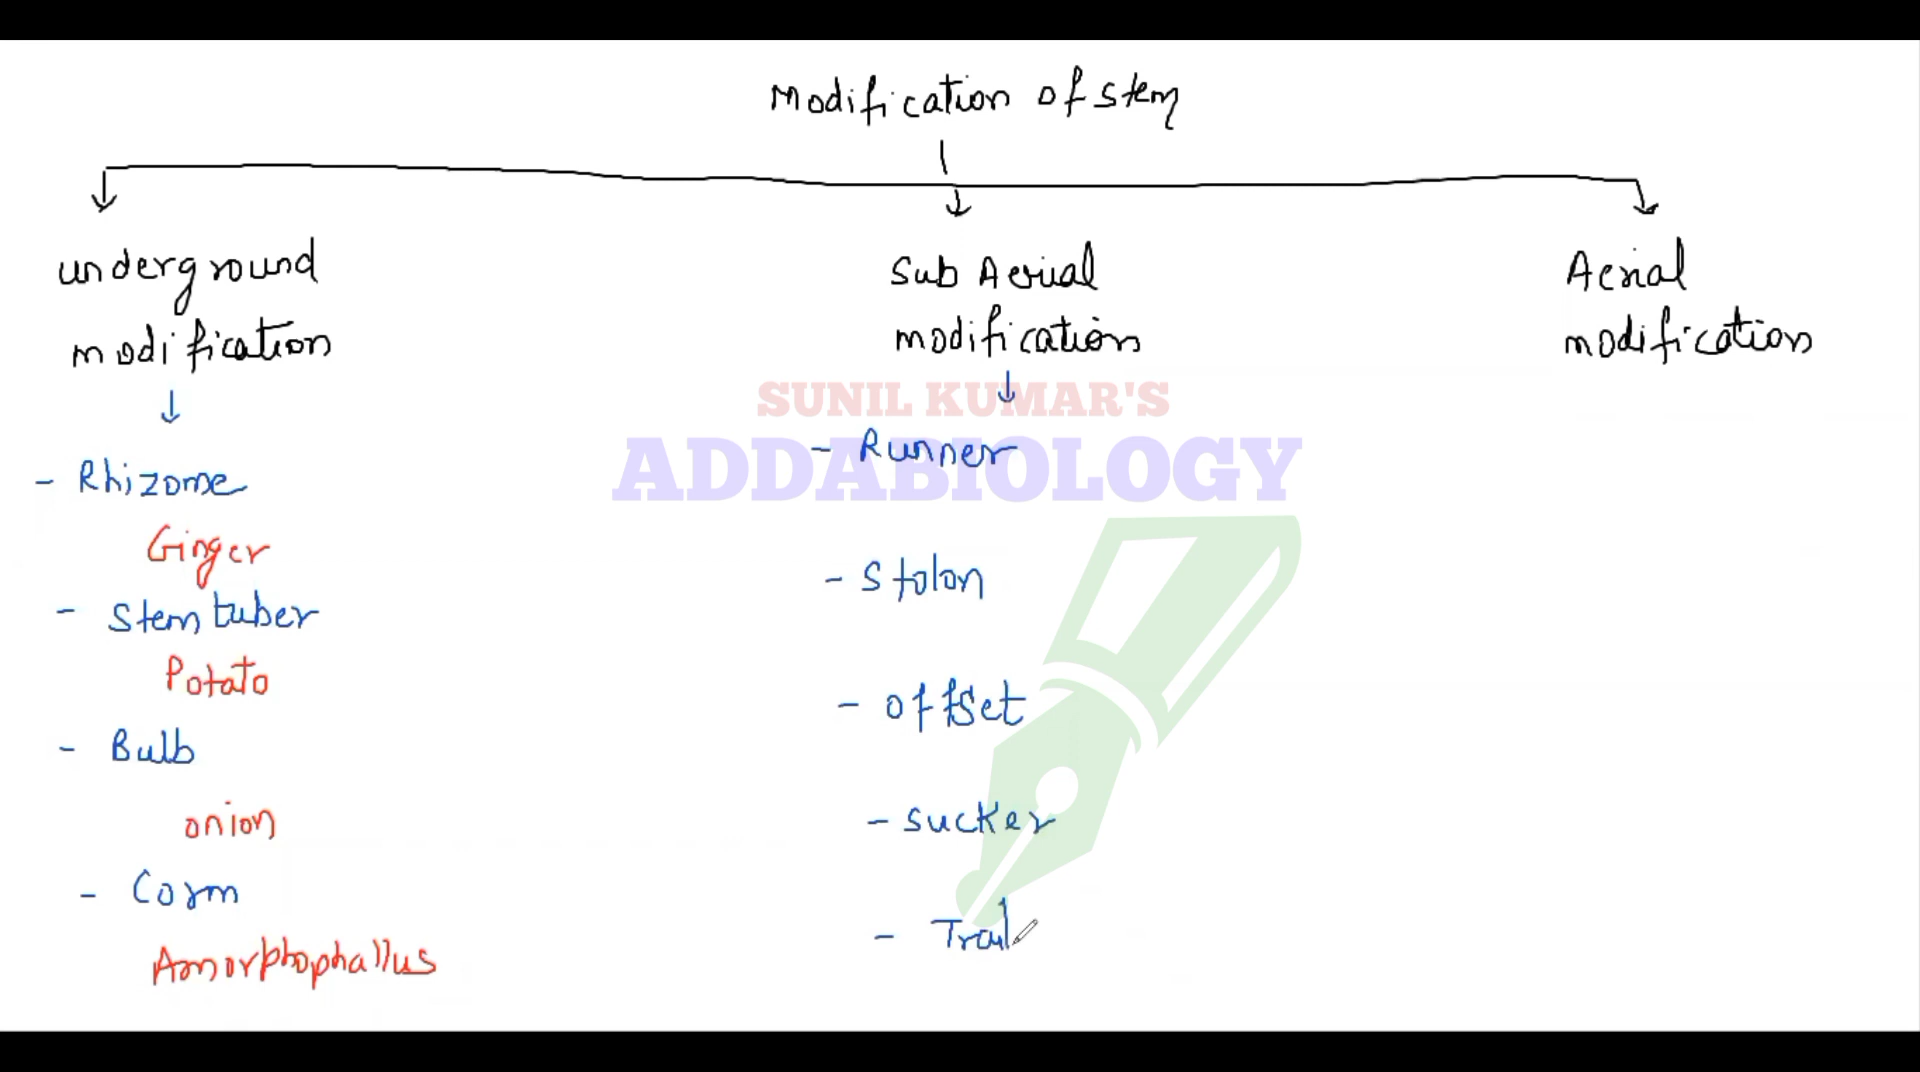 Modification of stem
underground
modification
Sub Aerial
modification
Aerial
modification
SUNIL KUMAR'S
ADDABIOLOGY
- Rhizome
Ginger
- Stem tuber
Potato
- Bulb
onion
- Corm
Amorphophallus
- Runner
- Stolon
- offset
- sucker
- Trail